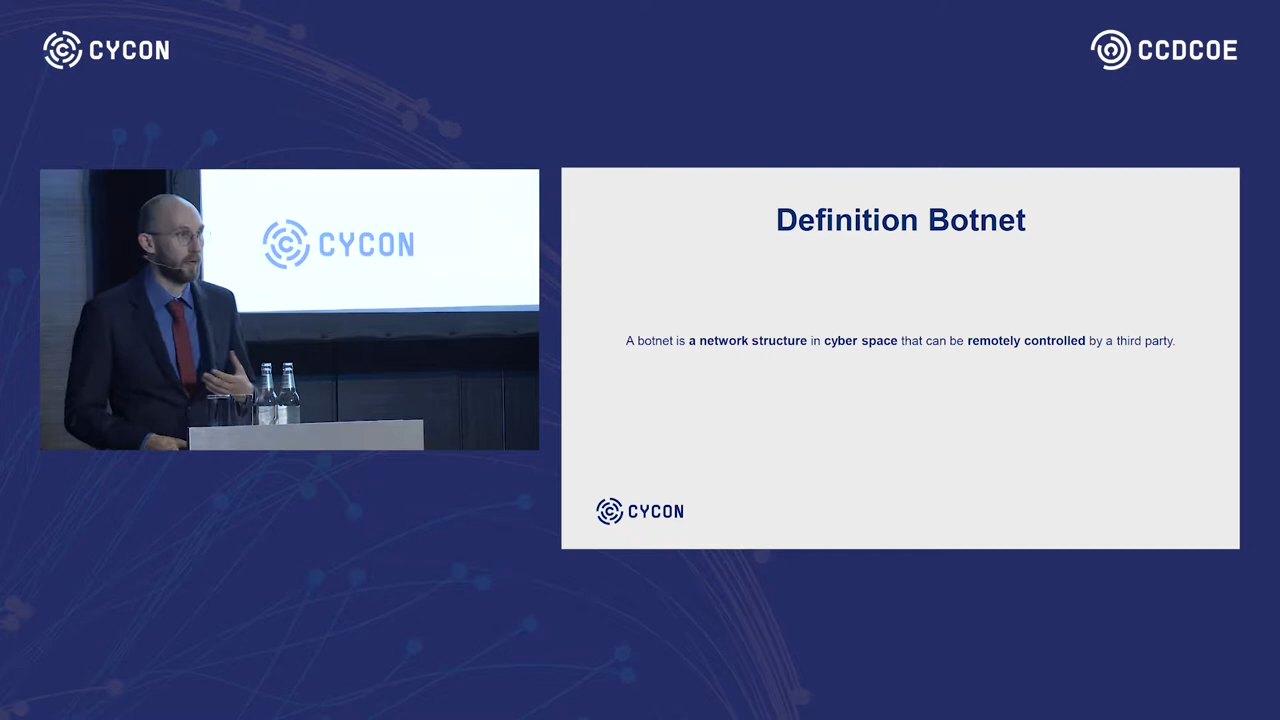 CYCON
CCDCOE
CYCON
Definition Botnet
A botnet is a network structure in cyber space that can be remotely controlled by a third party.
CYCON